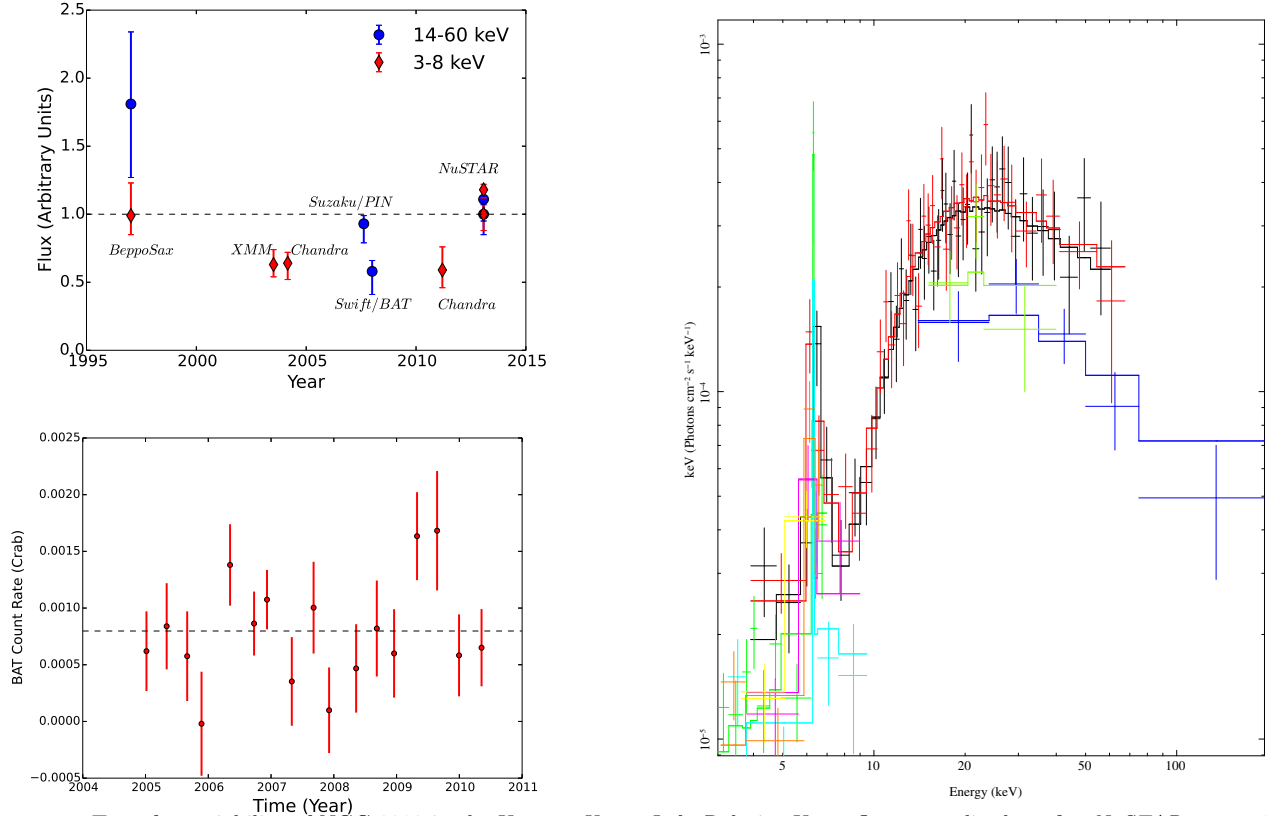 2.5
2.0
1.5
1.0
0.5
0.0
Flux (Arbitrary Units)
14-60 keV
3-8 keV
NuSTAR
Suzaku/PIN
BeppoSax
XMM
Chandra
Swift/BAT
Chandra
1995
2000
2005
2010
2015
Year
0.0025
0.0020
0.0015
0.0010
0.0005
0.0000
−0.0005
BAT Count Rate (Crab)
2004
2005
2006
2007
2008
2009
2010
2011
Time (Year)
10⁻³
10⁻⁴
10⁻⁵
keV (Photons cm⁻² s⁻¹ keV⁻¹)
5
10
20
50
100
Energy (keV)